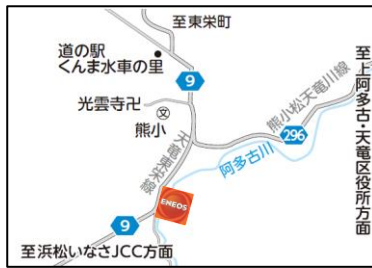 至東栄町
道の駅
くんま水車の里
9
光雲寺卍
文
熊小
天竜東栄線
熊小松天竜川線
296
阿多古川
至上阿多古・天竜区役所方面
ENEOS
9
至浜松いなさJCC方面